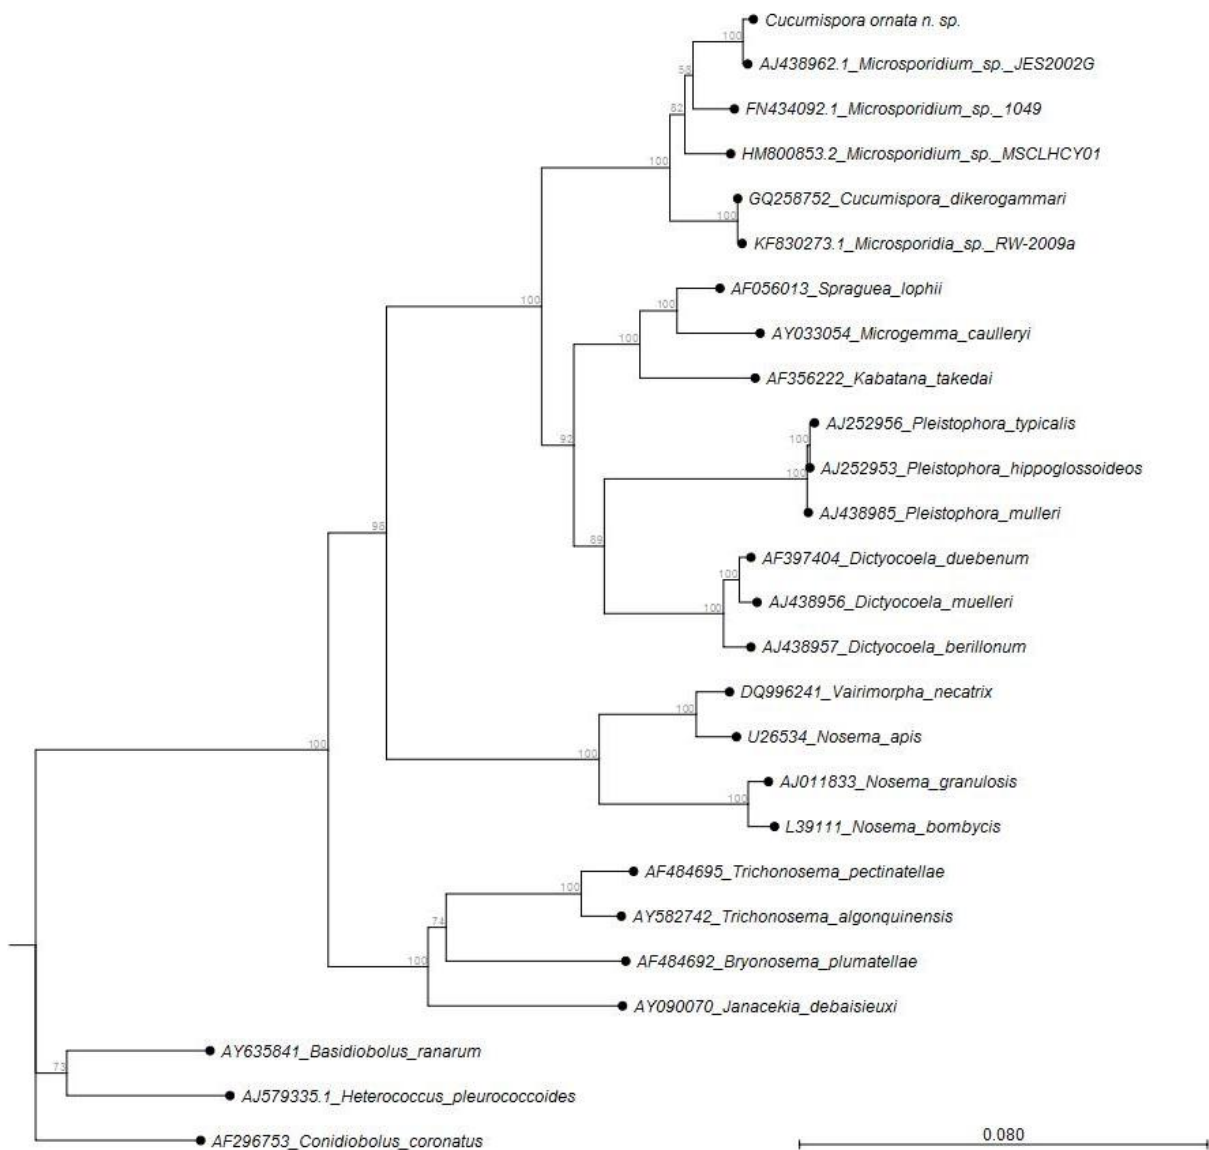 Cucumispora ornata n. sp.
100
AJ438962.1_Microsporidium_sp._JES2002G
58
FN434092.1_Microsporidium_sp._1049
82
HM800853.2_Microsporidium_sp._MSCLHCY01
100
GQ258752_Cucumispora_dikerogammari
100
KF830273.1_Microsporidia_sp._RW-2009a
AF056013_Spraguea_lophii
100
100
AY033054_Microgemma_caulleryi
100
AF356222_Kabatana_takedai
AJ252956_Pleistophora_typicalis
92
100
AJ252953_Pleistophora_hippoglossoideos
100
AJ438985_Pleistophora_mulleri
98
89
AF397404_Dictyocoela_duebenum
100
AJ438956_Dictyocoela_muelleri
100
AJ438957_Dictyocoela_berillonum
DQ996241_Vairimorpha_necatrix
100
U26534_Nosema_apis
100
100
AJ011833_Nosema_granulosis
100
L39111_Nosema_bombycis
AF484695_Trichonosema_pectinatellae
100
AY582742_Trichonosema_algonquinensis
74
AF484692_Bryonosema_plumatellae
100
AY090070_Janacekia_debaisieuxi
AY635841_Basidiobolus_ranarum
73
AJ579335.1_Heterococcus_pleurococcoides
AF296753_Conidiobolus_coronatus
0.080